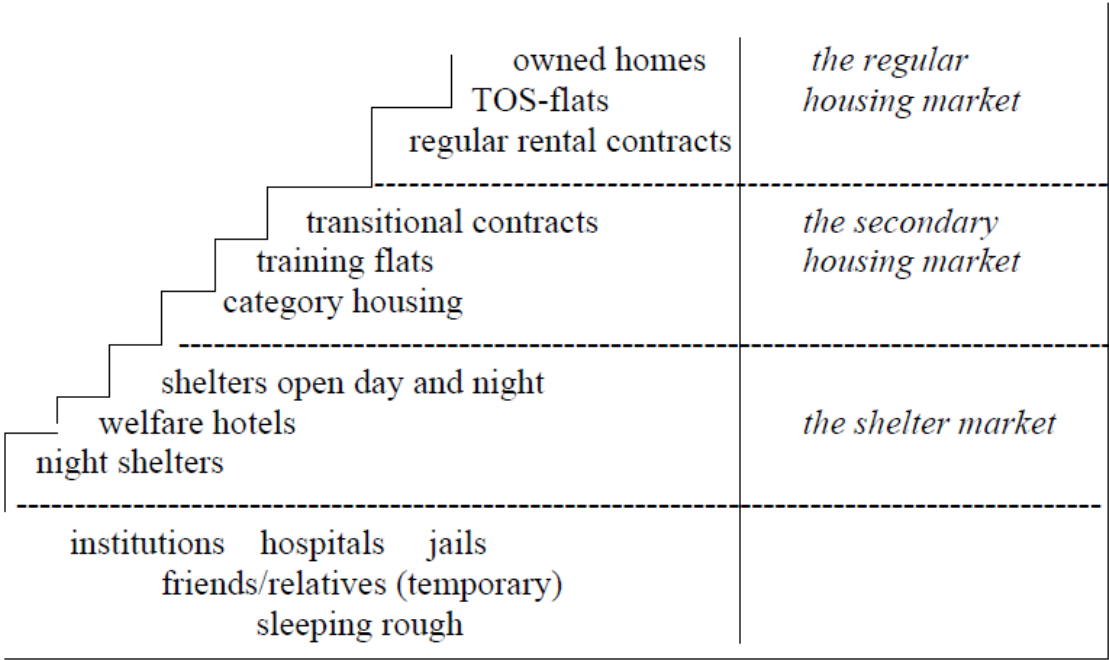 owned homes the regular
TOS-flats housing market
regular rental contracts
transitional contracts the secondary
training flats housing market
category housing
shelters open day and night
welfare hotels the shelter market
night shelters
institutions hospitals jails
friends/relatives (temporary)
sleeping rough